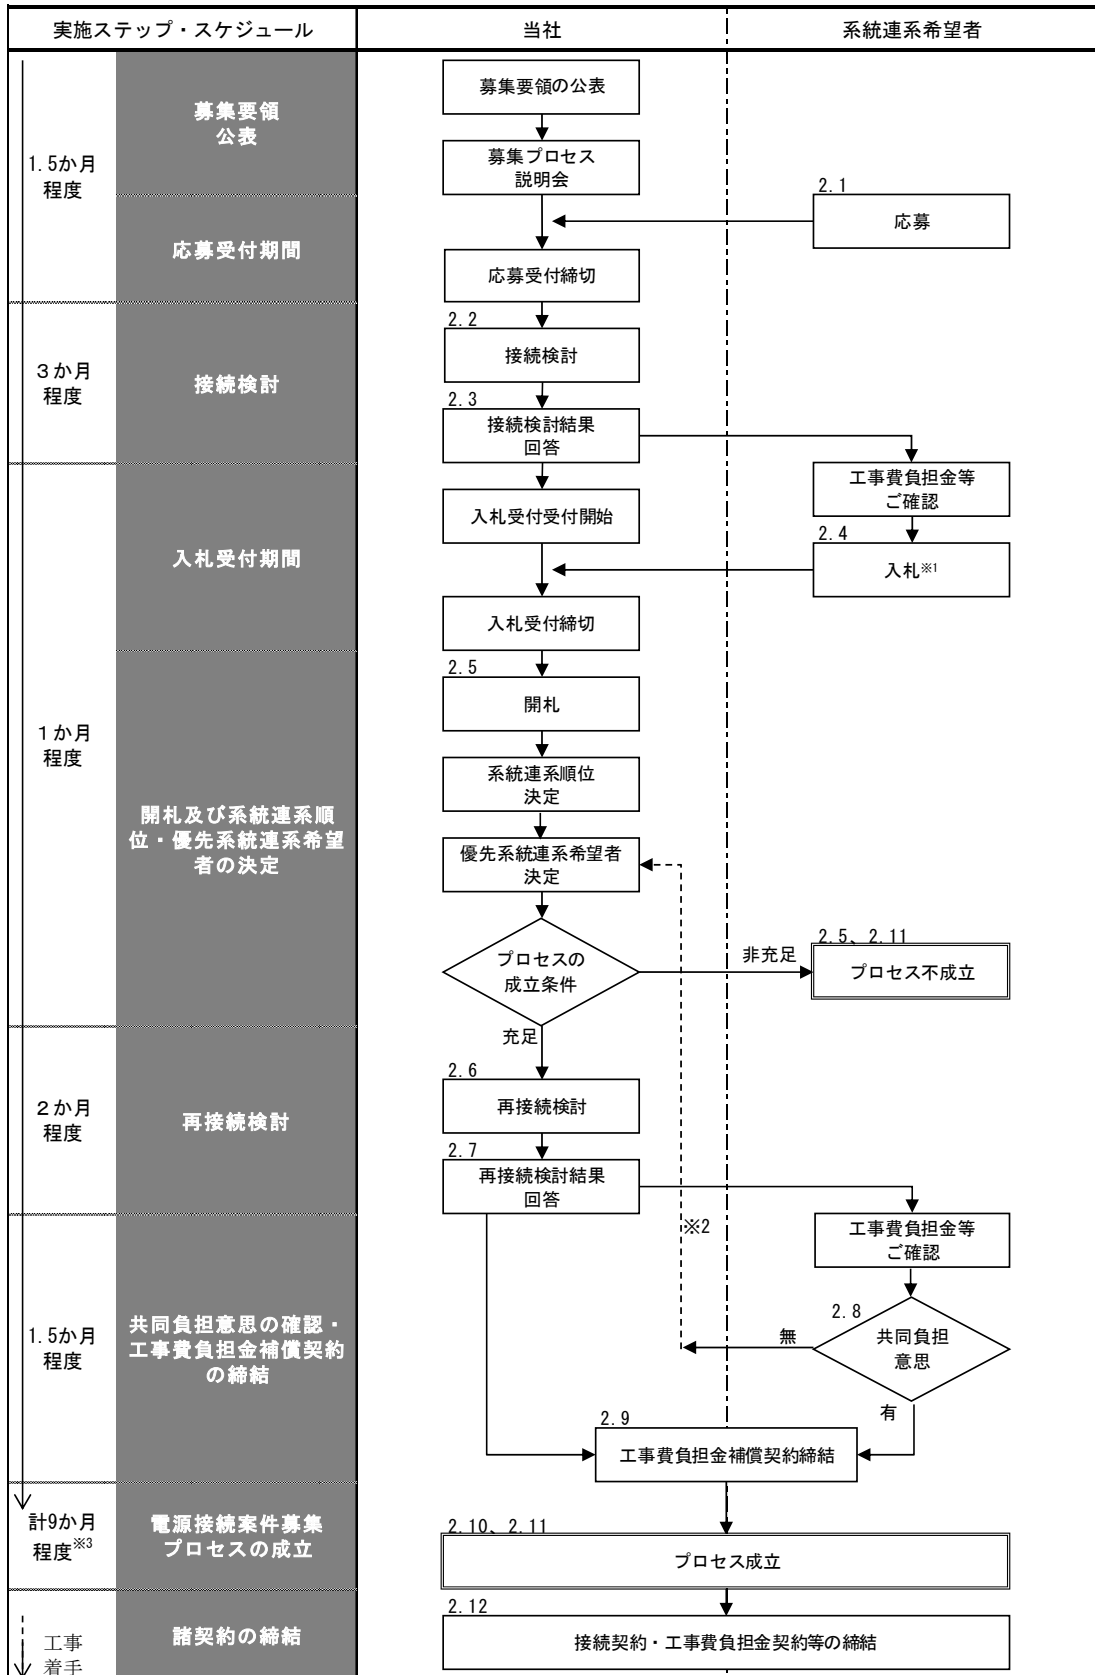 実施ステップ・スケジュール
当社
系統連系希望者
1.5か月
程度
募集要領
公表
募集要領の公表
募集プロセス
説明会
2.1
応募
応募受付期間
応募受付締切
3か月
程度
接続検討
2.2
接続検討
2.3
接続検討結果
回答
工事費負担金等
ご確認
入札受付期間
入札受付受付開始
2.4
入札※1
入札受付締切
1か月
程度
開札及び系統連系順
位・優先系統連系希望
者の決定
2.5
開札
系統連系順位
決定
優先系統連系希望者
決定
プロセスの
成立条件
非充足
2.5、2.11
プロセス不成立
充足
2か月
程度
再接続検討
2.6
再接続検討
2.7
再接続検討結果
回答
※2
工事費負担金等
ご確認
1.5か月
程度
共同負担意思の確認・
工事費負担金補償契約
の締結
2.8
共同負担
意思
無
有
2.9
工事費負担金補償契約締結
計9か月
程度※3
電源接続案件募集
プロセスの成立
2.10、2.11
プロセス成立
工事
着手
諸契約の締結
2.12
接続契約・工事費負担金契約等の締結